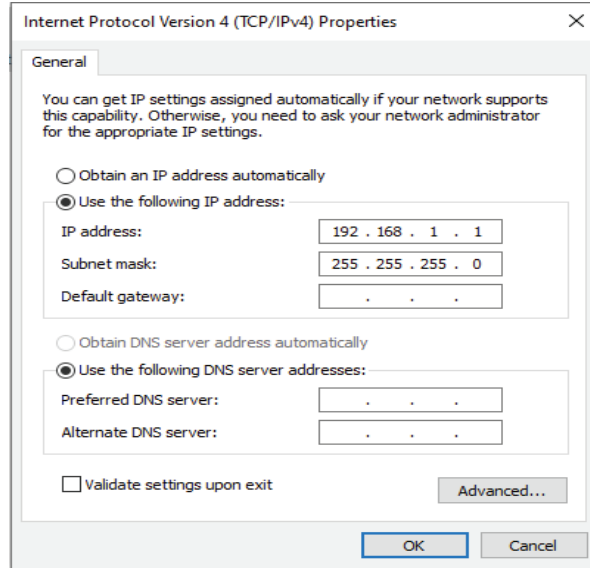 Internet Protocol Version 4 (TCP/IPv4) Properties
General
You can get IP settings assigned automatically if your network supports
this capability. Otherwise, you need to ask your network administrator
for the appropriate IP settings.
Obtain an IP address automatically
Use the following IP address:
IP address: 192 . 168 . 1 . 1
Subnet mask: 255 . 255 . 255 . 0
Default gateway: . . .
Obtain DNS server address automatically
Use the following DNS server addresses:
Preferred DNS server: . . .
Alternate DNS server: . . .
Validate settings upon exit
Advanced...
OK Cancel